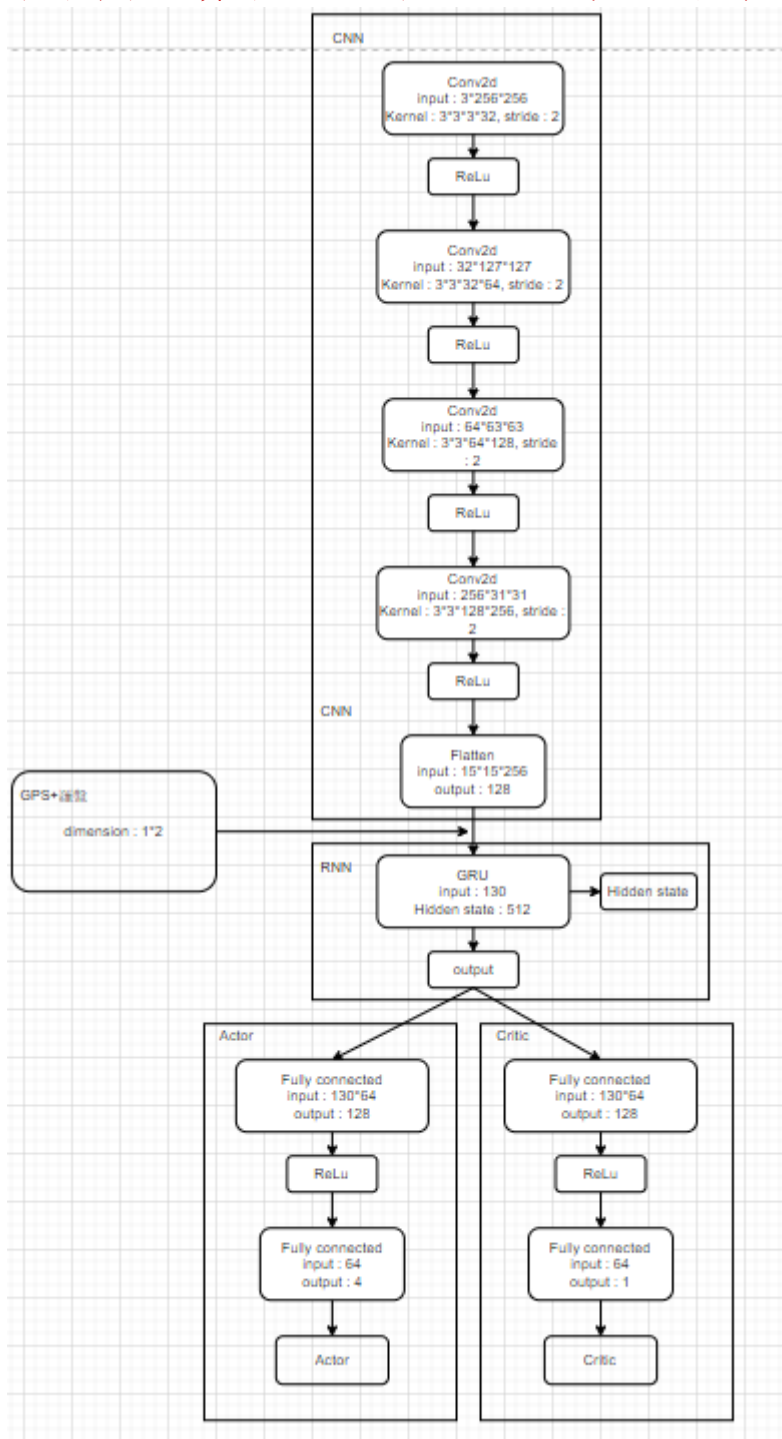 CNN
Conv2d
input : 3*256*256
Kernel : 3*3*3*32, stride : 2
ReLu
Conv2d
input : 32*127*127
Kernel : 3*3*32*64, stride : 2
ReLu
Conv2d
input : 64*63*63
Kernel : 3*3*64*128, stride
: 2
ReLu
Conv2d
input : 256*31*31
Kernel : 3*3*128*256, stride :
2
ReLu
CNN
Flatten
input : 15*15*256
output : 128
GPS+
dimension : 1*2
RNN
GRU
input : 130
Hidden state : 512
Hidden state
output
Actor
Fully connected
input : 130*64
output : 128
ReLu
Fully connected
input : 64
output : 4
Actor
Critic
Fully connected
input : 130*64
output : 128
ReLu
Fully connected
input : 64
output : 1
Critic